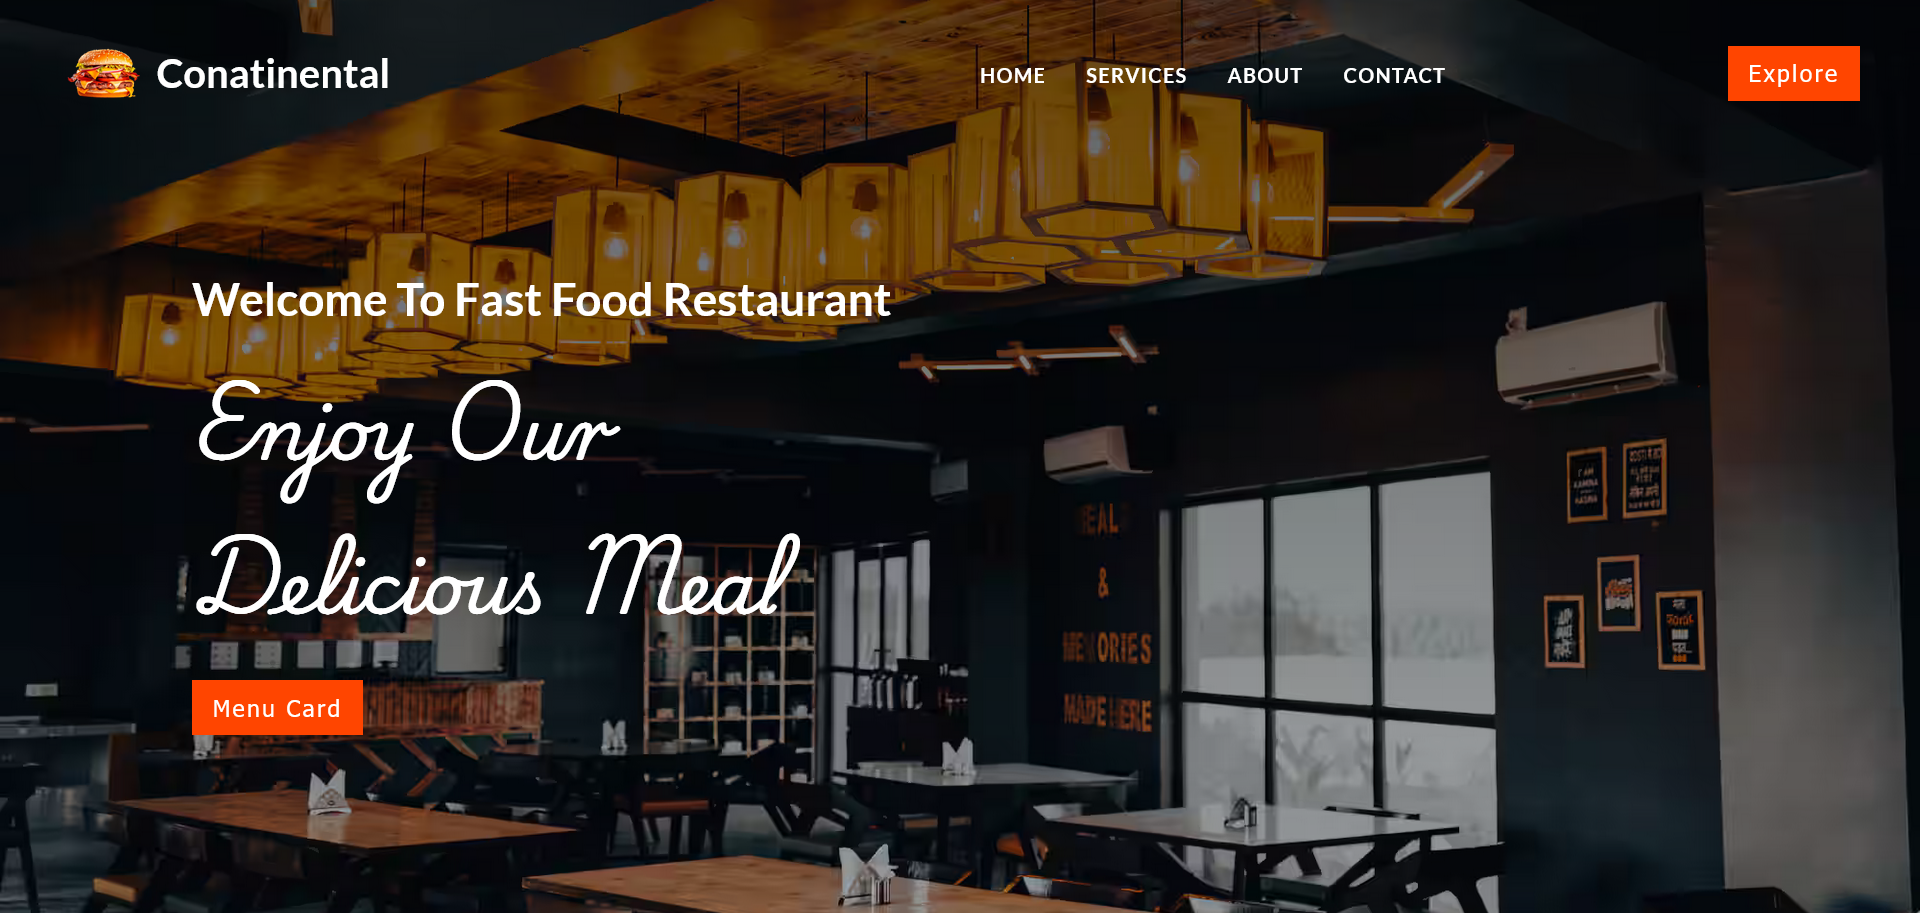 Conatinental
HOME SERVICES ABOUT CONTACT
Explore
Welcome To Fast Food Restaurant
Enjoy Our
Delicious Meal
Menu Card
&
MEMORIES
MADE HERE